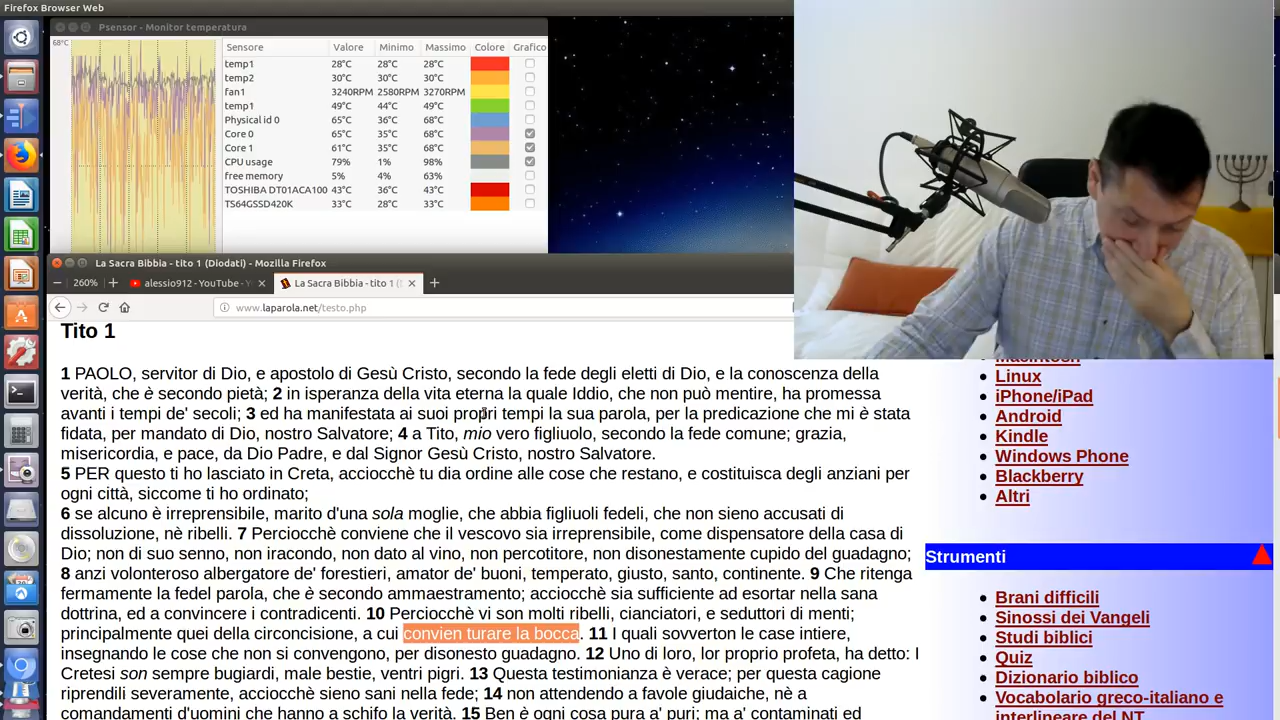 Firefox Browser Web
Psensor - Monitor temperatura
68°C
Sensore Valore Minimo Massimo Colore Grafico
temp1 28°C 28°C 28°C
temp2 30°C 30°C 30°C
fan1 3240RPM 2580RPM 3270RPM
temp1 49°C 44°C 49°C
Physical id 0 65°C 36°C 68°C
Core 0 65°C 35°C 68°C
Core 1 61°C 35°C 68°C
CPU usage 79% 1% 98%
free memory 5% 4% 63%
TOSHIBA DT01ACA100 43°C 36°C 43°C
TS64GSSD420K 33°C 28°C 33°C
La Sacra Bibbia - tito 1 (Diodati) - Mozilla Firefox
260% alessio912 - YouTube - Y La Sacra Bibbia - tito 1 (
www.laparola.net/testo.php
Tito 1
1 PAOLO, servitor di Dio, e apostolo di Gesù Cristo, secondo la fede degli eletti di Dio, e la conoscenza della
verità, che è secondo pietà; 2 in isperanza della vita eterna la quale Iddio, che non può mentire, ha promessa
avanti i tempi de' secoli; 3 ed ha manifestata ai suoi propri tempi la sua parola, per la predicazione che mi è stata
fidata, per mandato di Dio, nostro Salvatore; 4 a Tito, mio vero figliuolo, secondo la fede comune; grazia,
misericordia, e pace, da Dio Padre, e dal Signor Gesù Cristo, nostro Salvatore.
5 PER questo ti ho lasciato in Creta, acciocchè tu dia ordine alle cose che restano, e costituisca degli anziani per
ogni città, siccome ti ho ordinato;
6 se alcuno è irreprensibile, marito d'una sola moglie, che abbia figliuoli fedeli, che non sieno accusati di
dissoluzione, nè ribelli. 7 Perciocchè conviene che il vescovo sia irreprensibile, come dispensatore della casa di
Dio; non di suo senno, non iracondo, non dato al vino, non percotitore, non disonestamente cupido del guadagno;
8 anzi volonteroso albergatore de' forestieri, amator de' buoni, temperato, giusto, santo, continente. 9 Che ritenga
fermamente la fedel parola, che è secondo ammaestramento; acciocchè sia sufficiente ad esortar nella sana
dottrina, ed a convincere i contradicenti. 10 Perciocchè vi son molti ribelli, cianciatori, e seduttori di menti;
principalmente quei della circoncisione, a cui convien turare la bocca. 11 I quali sovverton le case intiere,
insegnando le cose che non si convengono, per disonesto guadagno. 12 Uno di loro, lor proprio profeta, ha detto: I
Cretesi son sempre bugiardi, male bestie, ventri pigri. 13 Questa testimonianza è verace; per questa cagione
riprendili severamente, acciocchè sieno sani nella fede; 14 non attendendo a favole giudaiche, nè a
comandamenti d'uomini che hanno a schifo la verità. 15 Ben è ogni cosa pura a' puri; ma a' contaminati ed
Macintosh
Linux
iPhone/iPad
Android
Kindle
Windows Phone
Blackberry
Altri
Strumenti
Brani difficili
Sinossi dei Vangeli
Studi biblici
Quiz
Dizionario biblico
Vocabolario greco-italiano e
interlineare del NT